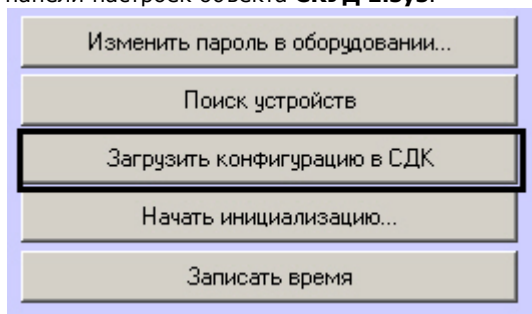 панели настроек объекта
Изменить пароль в оборудовании...
Поиск устройств
Загрузить конфигурацию в СДК
Начать инициализацию...
Записать время